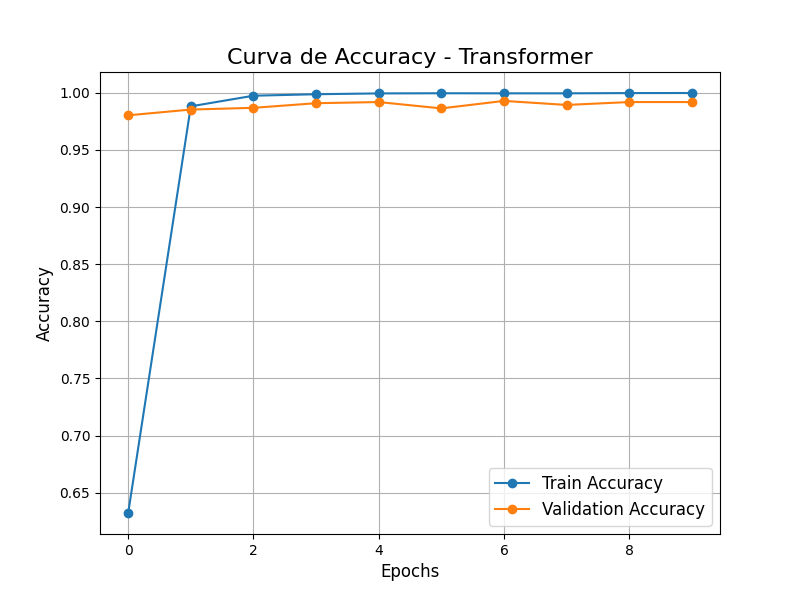 Curva de Accuracy - Transformer
1.00
0.95
0.90
0.85
0.80
0.75
0.70
0.65
Accuracy
Train Accuracy
Validation Accuracy
0
2
4
6
8
Epochs